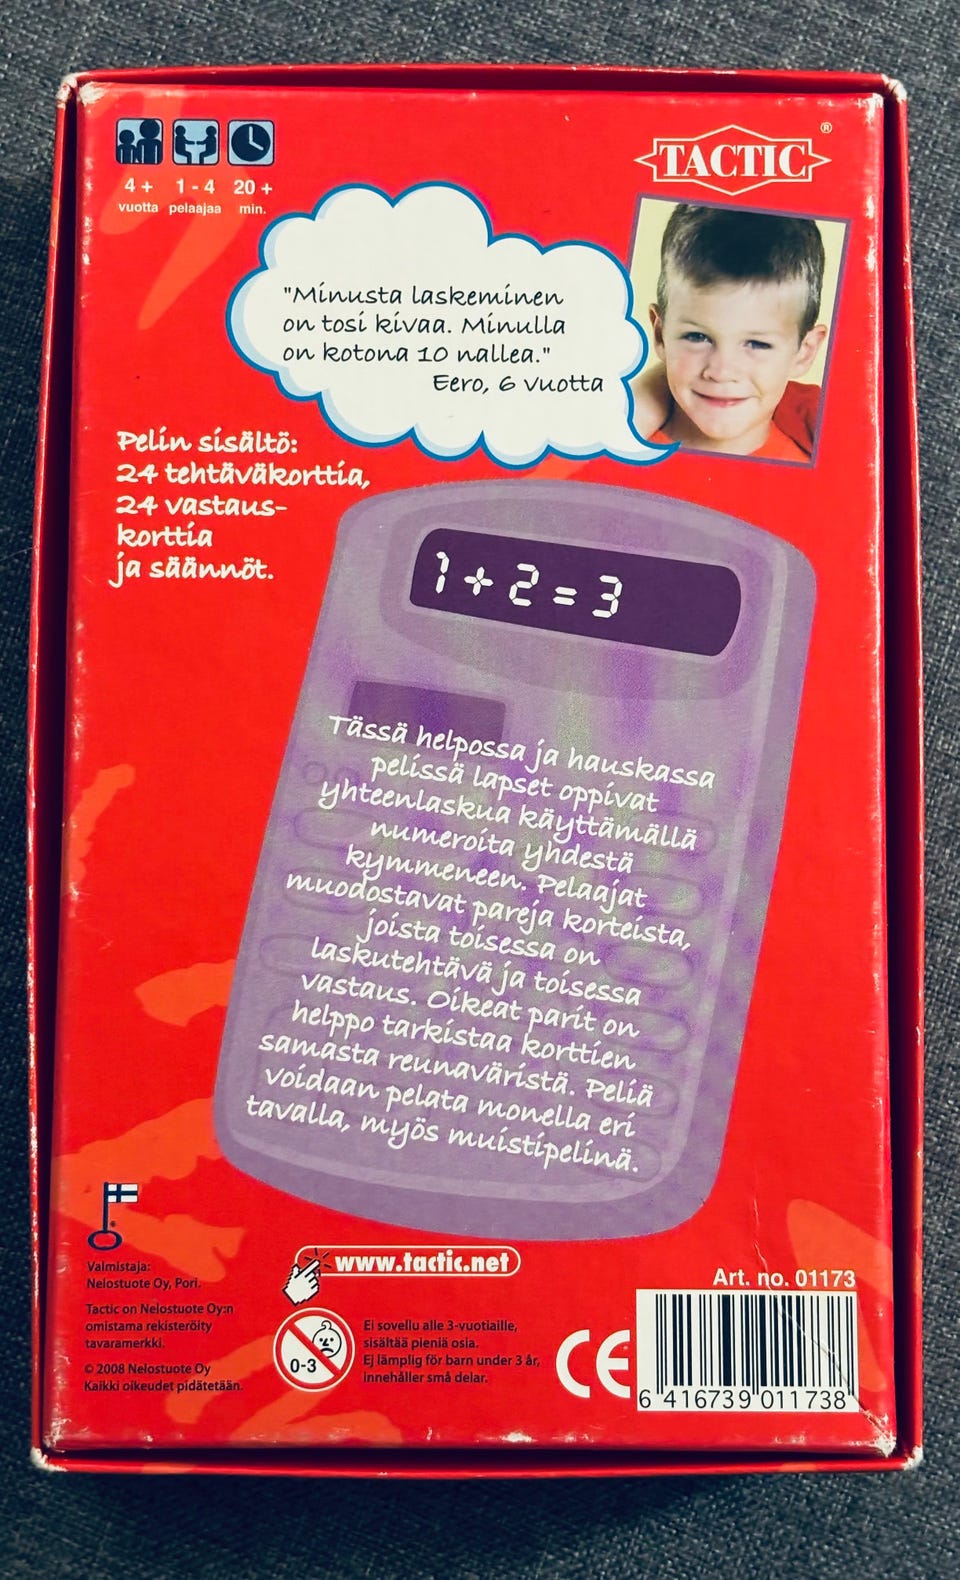 4 + 1 - 4 20 +
vuotta pelaajaa min.
TACTIC®
"Minusta laskeminen
on tosi kivaa. Minulla
on kotona 10 nallea."
Eero, 6 vuotta
Pelin sisältö:
24 tehtäväkorttia,
24 vastaus-
korttia
ja säännöt.
1+2=3
Tässä helpossa ja hauskassa
pelissä lapset oppivat
yhteenlaskua käyttämällä
numeroita yhdestä
kymmeneen. Pelaajat
muodostavat pareja korteista,
joista toisessa on
laskutehtävä ja toisessa
vastaus. Oikeat parit on
helppo tarkistaa korttien
samasta reunaväristä. Peliä
voidaan pelata monella eri
tavalla, myös muistipelinä.
®
Valmistaja:
Nelostuote Oy, Pori.
Tactic on Nelostuote Oy:n
omistama rekisteröity
tavaramerkki.
© 2008 Nelostuote Oy
Kaikki oikeudet pidätetään.
www.tactic.net
0-3
Ei sovellu alle 3-vuotiaille,
sisältää pieniä osia.
Ej lämplig för barn under 3 år,
innehåller små delar.
CE
Art. no. 01173
6 416739 011738